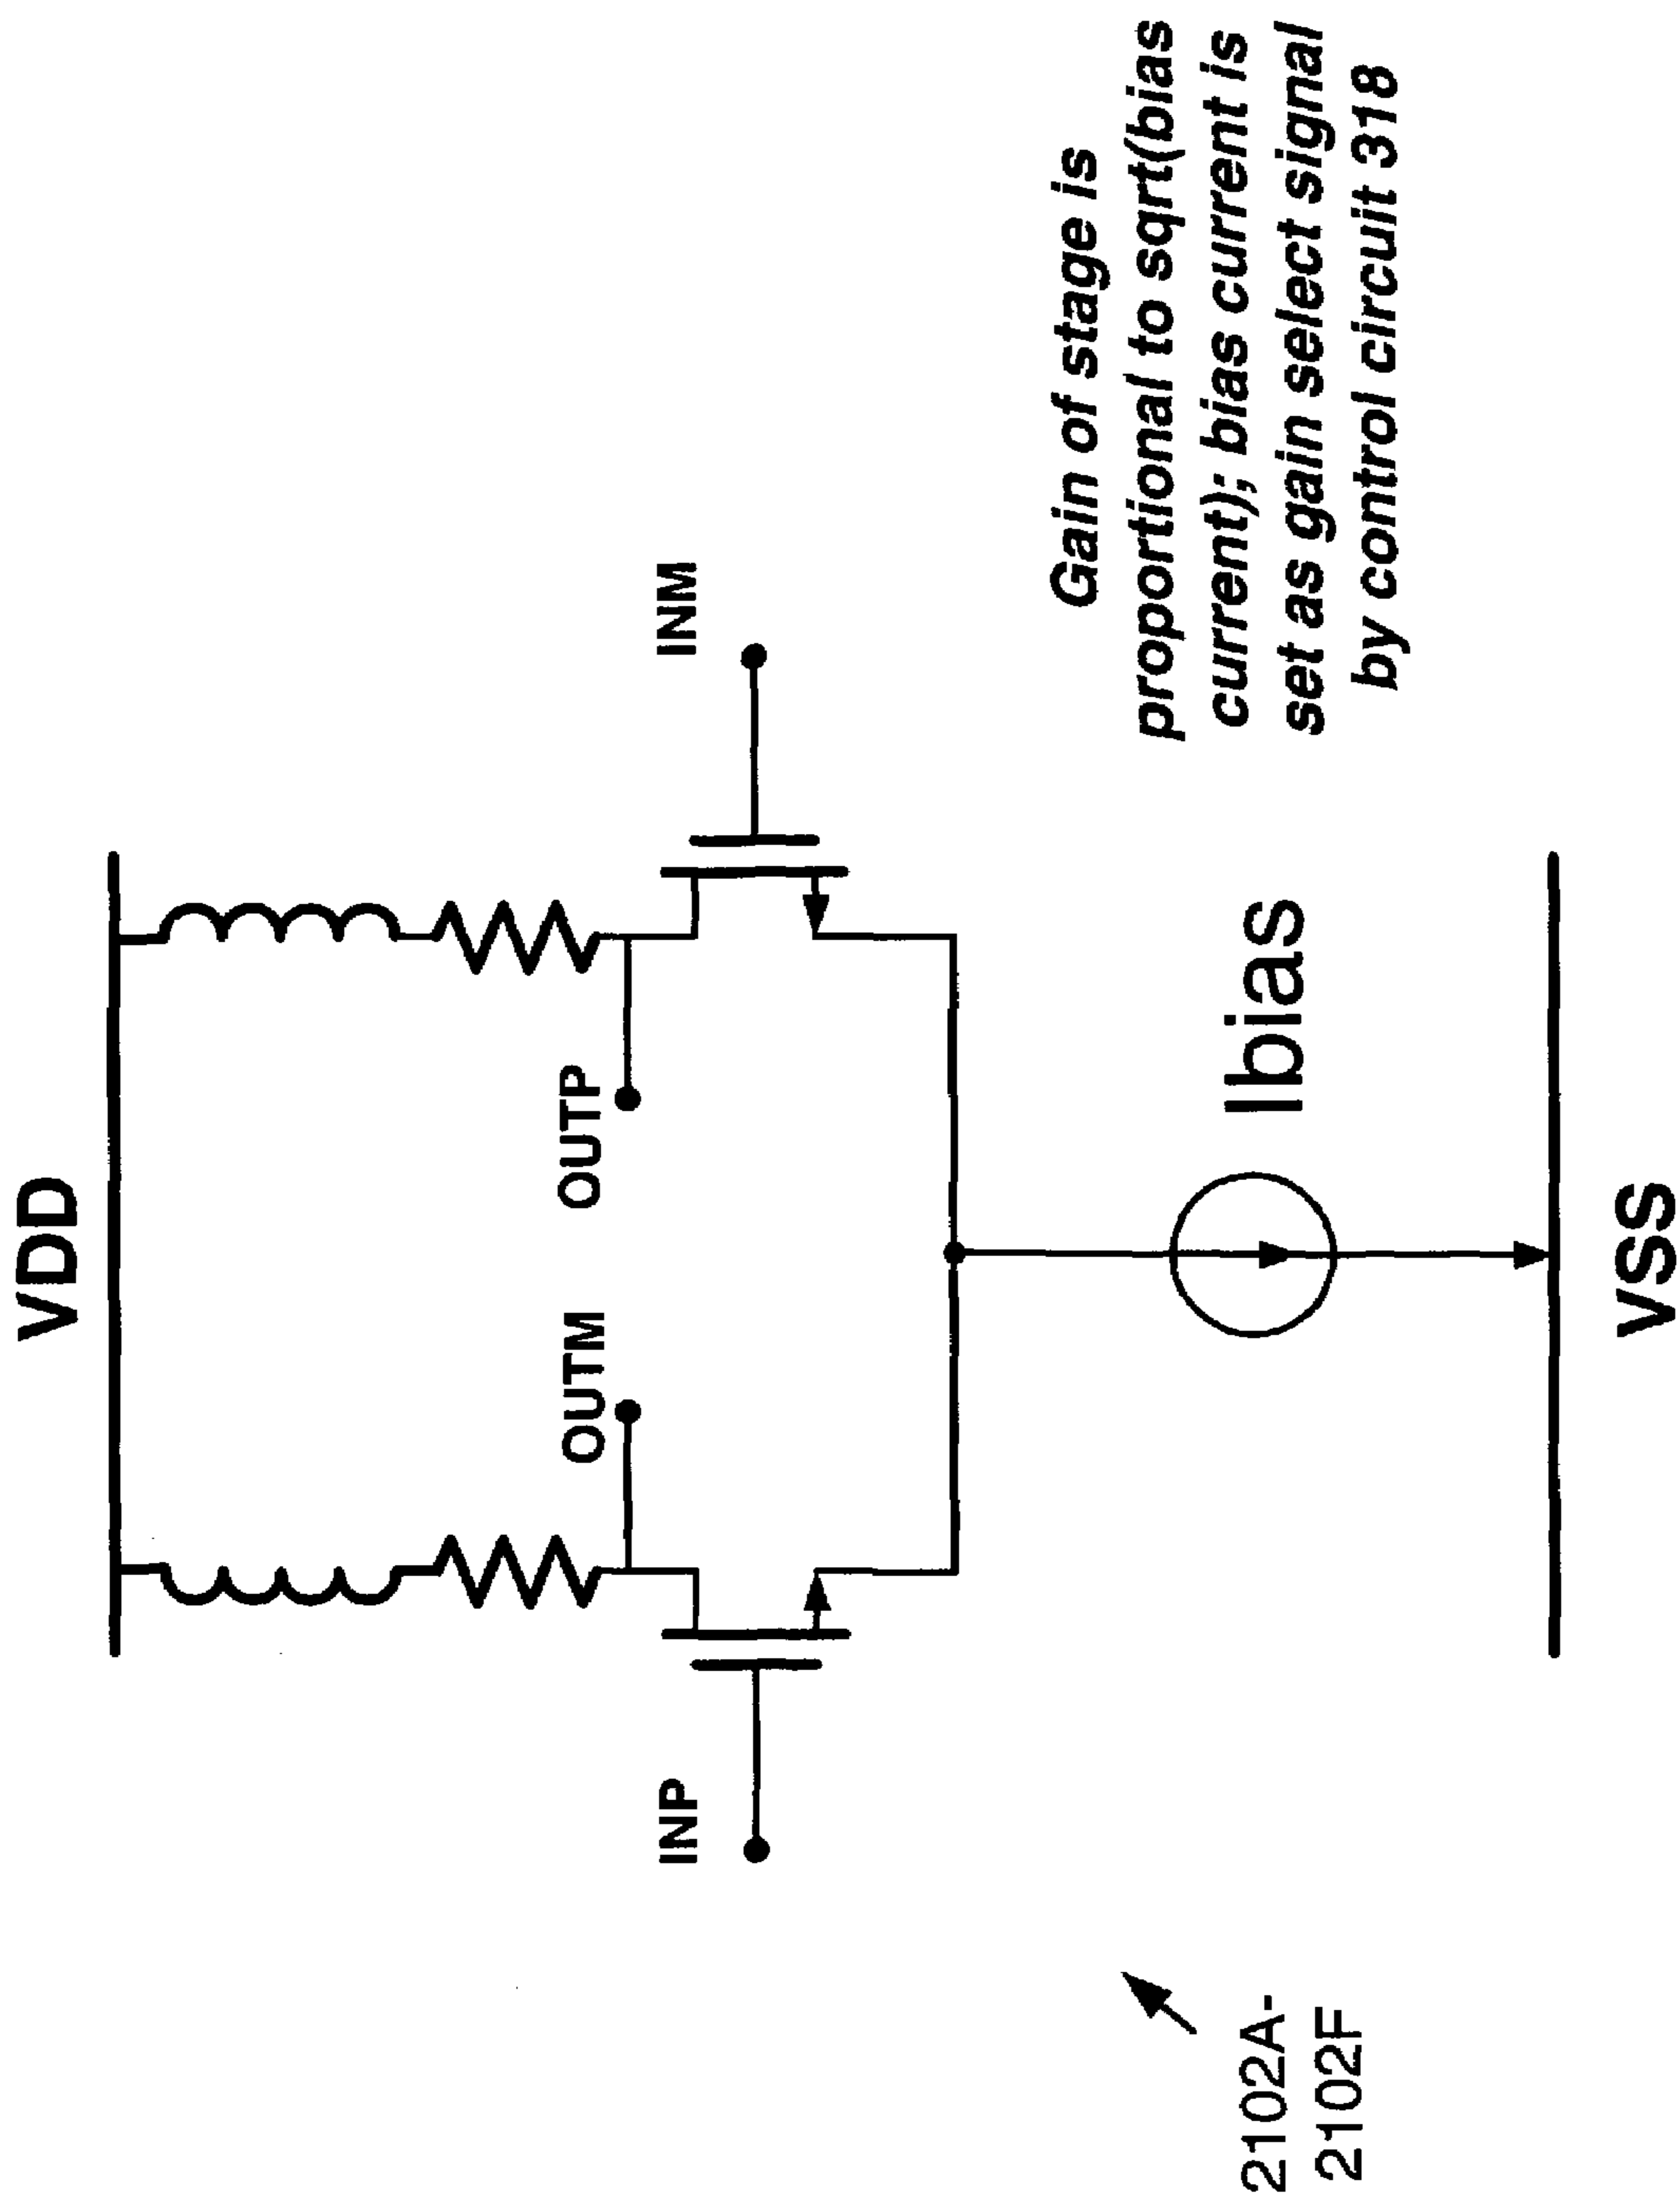 VDD
OUTM
OUTP
INP
INM
Ibias
Gain of stage is
proportional to sqrt(bias
current); bias current is
set as gain select signal
by control circuit 318
2102A-
2102F
VSS